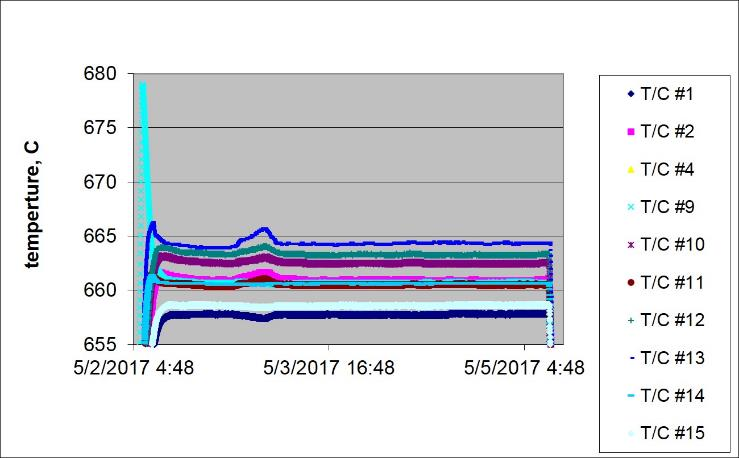 680
675
670
665
660
655
temperture, C
5/2/2017 4:48
5/3/2017 16:48
5/5/2017 4:48
T/C #1
T/C #2
T/C #4
T/C #9
T/C #10
T/C #11
T/C #12
T/C #13
T/C #14
T/C #15